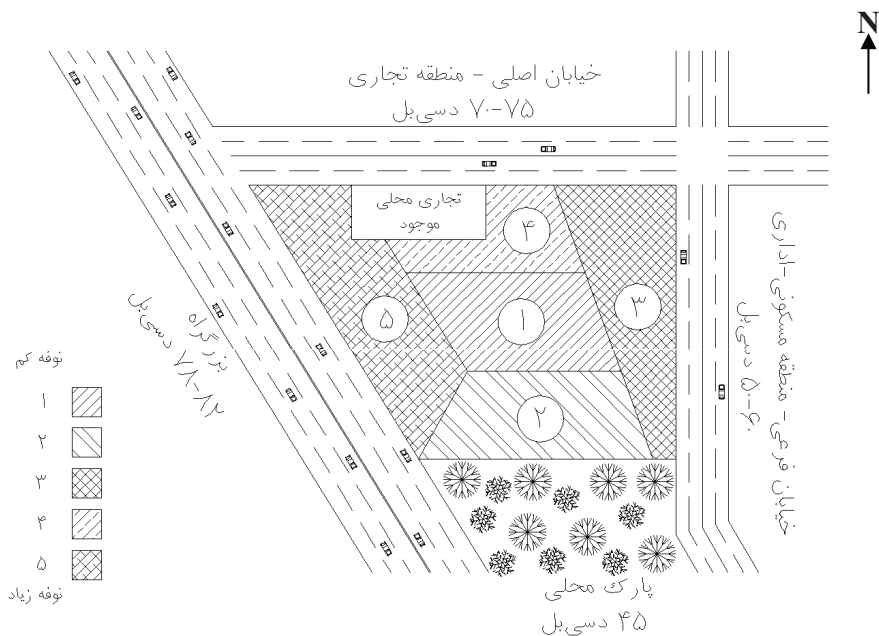 N
خیابان اصلی - منطقه تجاری
۷۰-۷۵ دسی‌بل
تجاری محلی
موجود
۴
۳
۵
۱
۲
خیابان فرعی- منطقه مسکونی-اداری
۵۰-۶۰ دسی‌بل
بزرگراه
۷۸-۸۲ دسی‌بل
نوفه کم
۱
۲
۳
۴
۵
نوفه زیاد
پارک محلی
۴۵ دسی‌بل